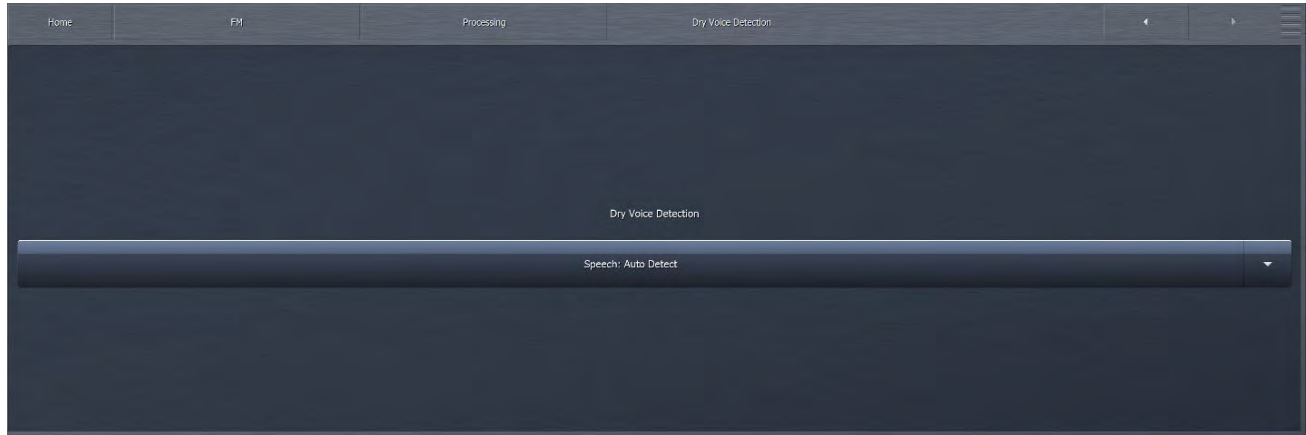 Home FM Processing Dry Voice Detection
Dry Voice Detection
Speech: Auto Detect